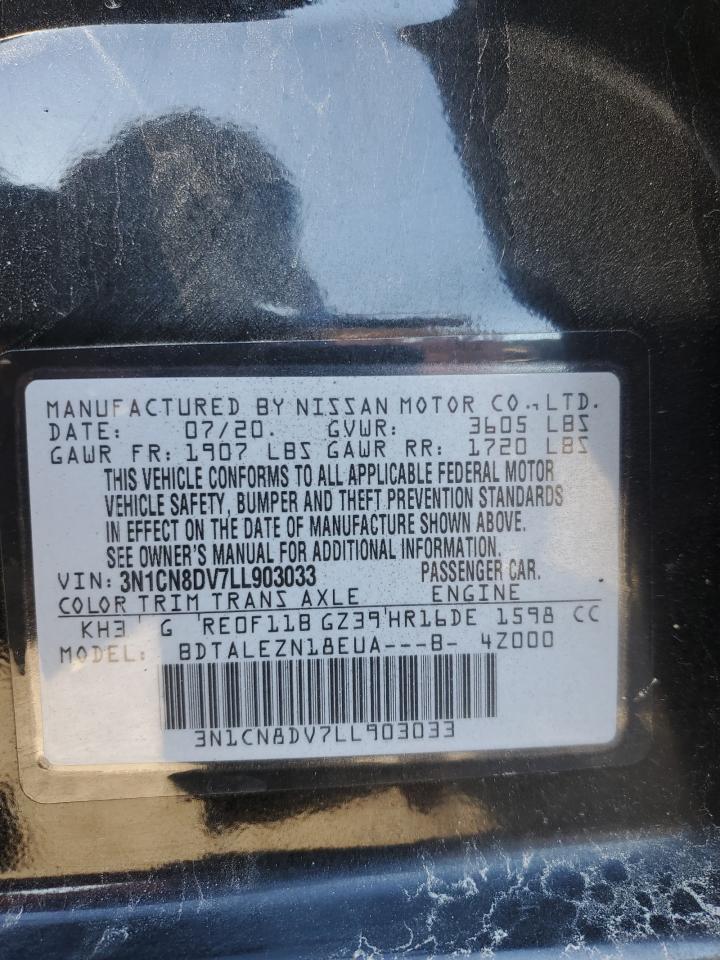 MANUFACTURED BY NISSAN MOTOR CO., LTD.
DATE: 07/20. GVWR: 3605 LBS
GAWR FR: 1907 LBS GAWR RR: 1720 LBS
THIS VEHICLE CONFORMS TO ALL APPLICABLE FEDERAL MOTOR
VEHICLE SAFETY, BUMPER AND THEFT PREVENTION STANDARDS
IN EFFECT ON THE DATE OF MANUFACTURE SHOWN ABOVE.
SEE OWNER'S MANUAL FOR ADDITIONAL INFORMATION.
VIN: 3N1CN8DV7LL903033 PASSENGER CAR.
COLOR TRIM TRANS AXLE ENGINE
KH3 G RE0F11B GZ39 HR16DE 1598 CC
MODEL: BDTALEZN18EUA---B- 4Z000
3N1CN8DV7LL903033